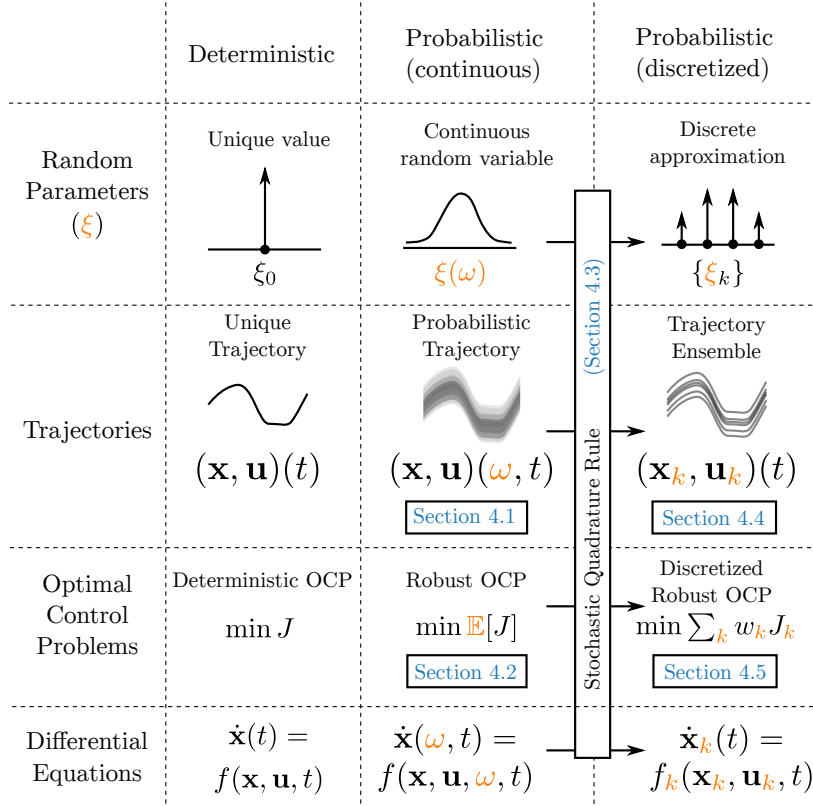 Deterministic
Probabilistic
(continuous)
Probabilistic
(discretized)
Random
Parameters
(ξ)
Unique value
ξ₀
Continuous
random variable
ξ(ω)
Discrete
approximation
{ξₖ}
Stochastic Quadrature Rule (Section 4.3)
Trajectories
Unique
Trajectory
(𝐱, 𝐮)(t)
Probabilistic
Trajectory
(𝐱, 𝐮)(ω, t)
Section 4.1
Trajectory
Ensemble
(𝐱ₖ, 𝐮ₖ)(t)
Section 4.4
Optimal
Control
Problems
Deterministic OCP
min J
Robust OCP
min 𝔼[J]
Section 4.2
Discretized
Robust OCP
min ∑ₖ wₖJₖ
Section 4.5
Differential
Equations
𝐱̇(t) =
f(𝐱, 𝐮, t)
𝐱̇(ω, t) =
f(𝐱, 𝐮, ω, t)
𝐱̇ₖ(t) =
fₖ(𝐱ₖ, 𝐮ₖ, t)